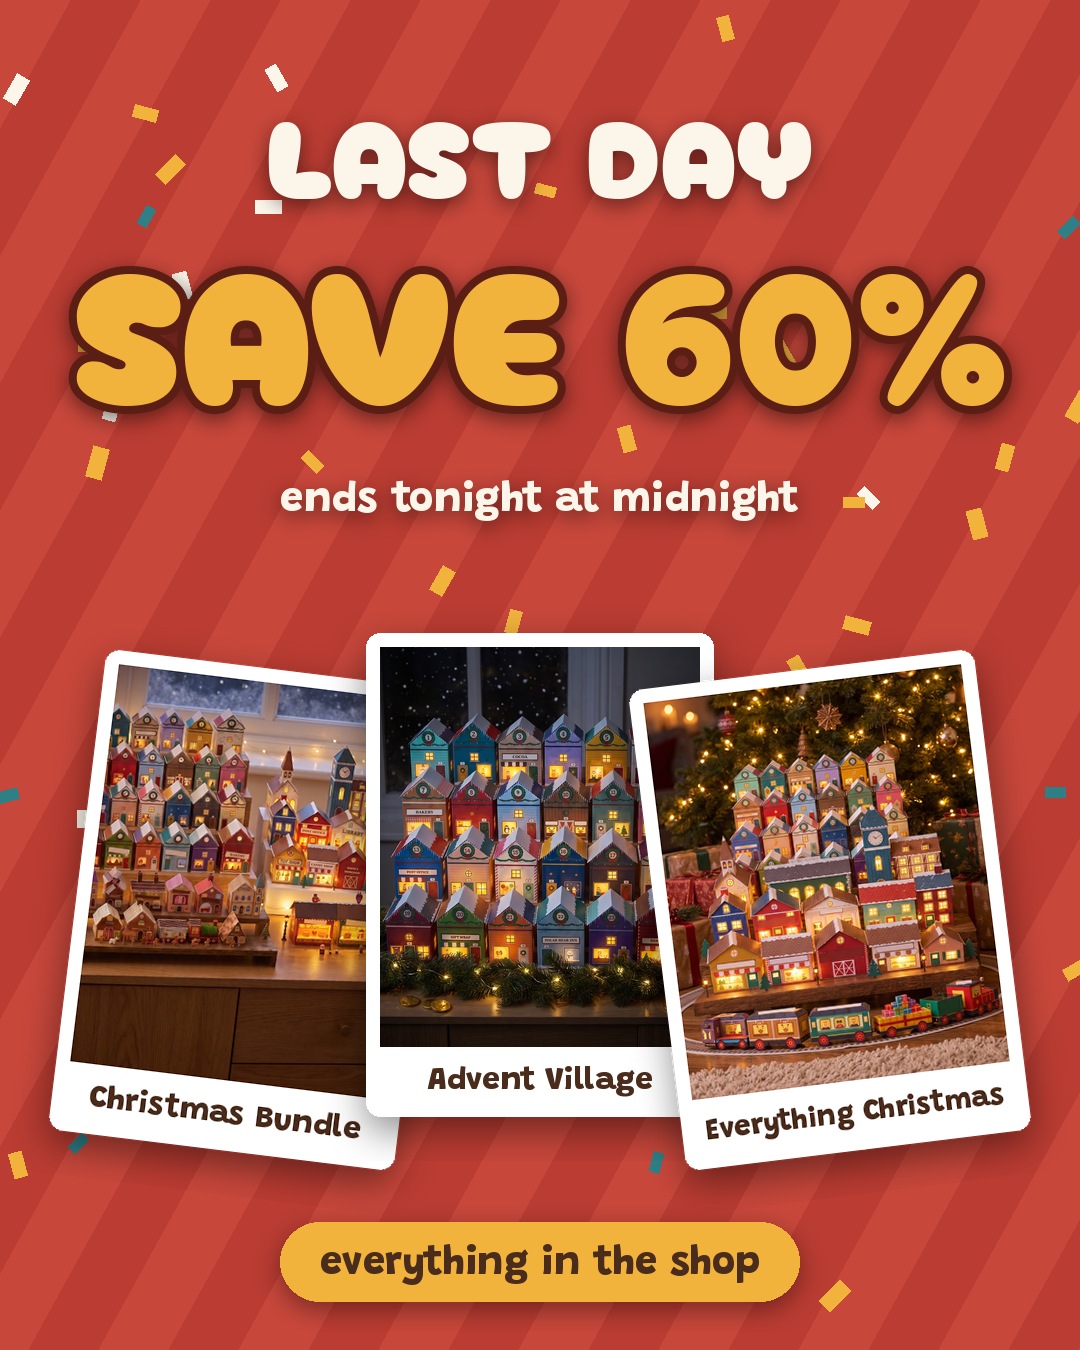 LAST DAY
SAVE 60%
ends tonight at midnight
Christmas Bundle
Advent Village
Everything Christmas
everything in the shop